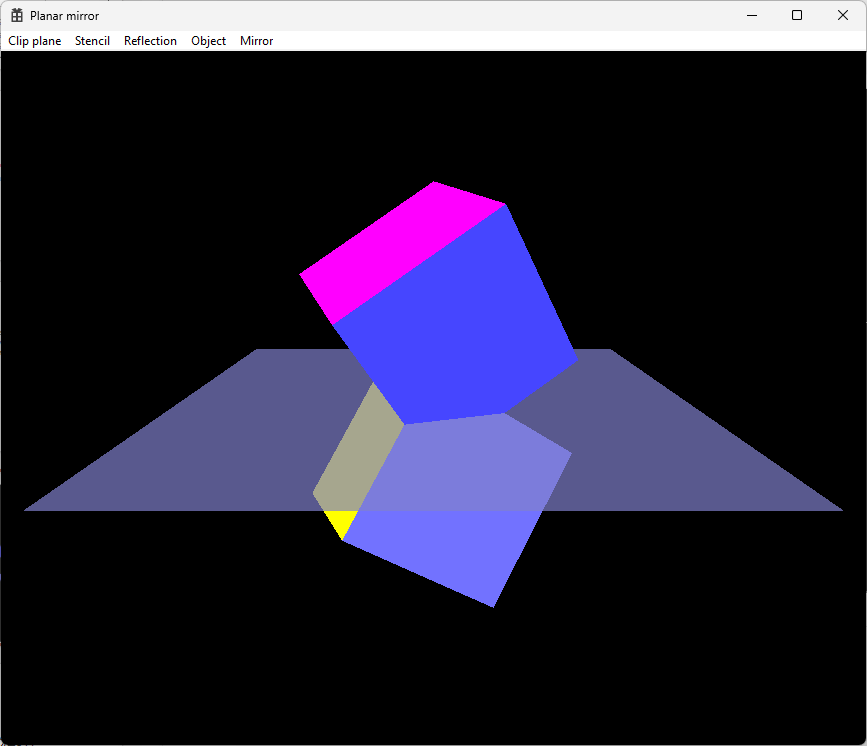 Planar mirror
Clip plane Stencil Reflection Object Mirror